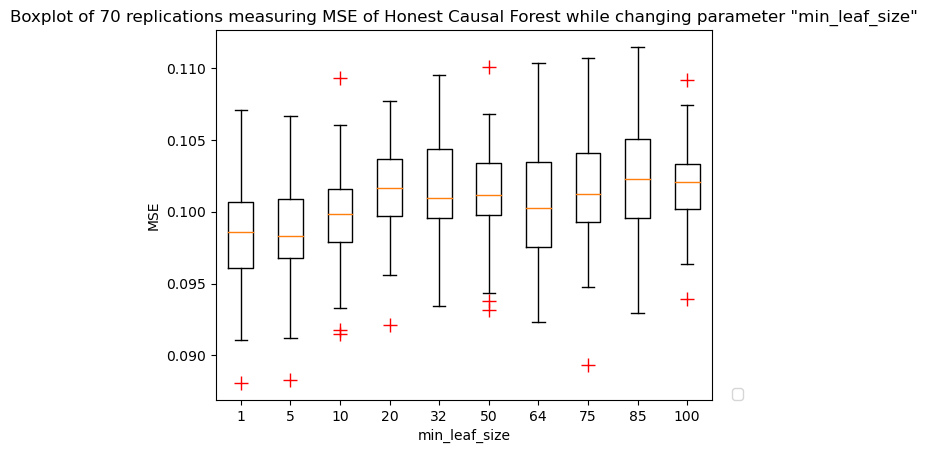 Boxplot of 70 replications measuring MSE of Honest Causal Forest while changing parameter "min_leaf_size"
0.110
0.105
0.100
0.095
0.090
MSE
1 5 10 20 32 50 64 75 85 100
min_leaf_size